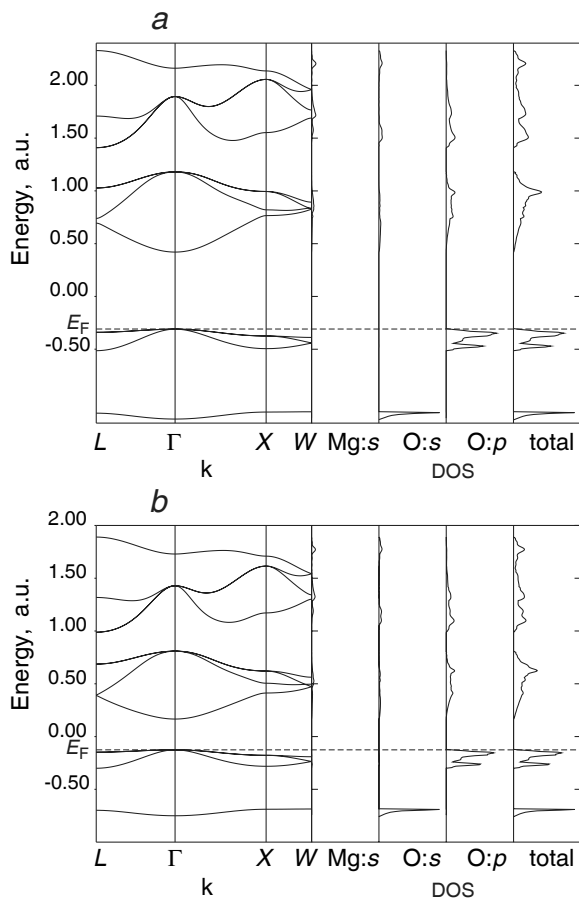 a
2.00
1.50
1.00
0.50
0.00
E_F
-0.50
Energy, a.u.
L Γ X W Mg:s O:s O:p total
k DOS
b
2.00
1.50
1.00
0.50
0.00
E_F
-0.50
Energy, a.u.
L Γ X W Mg:s O:s O:p total
k DOS